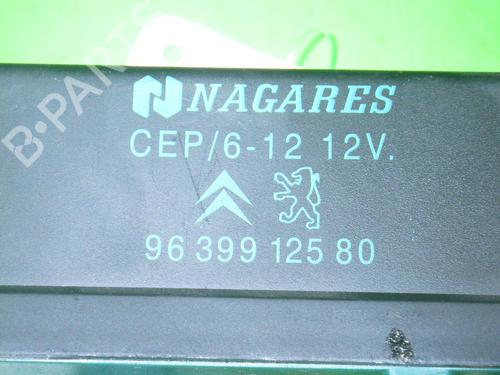 NAGARES
CEP/6-12 12V.
96 399 125 80
B-PARTS